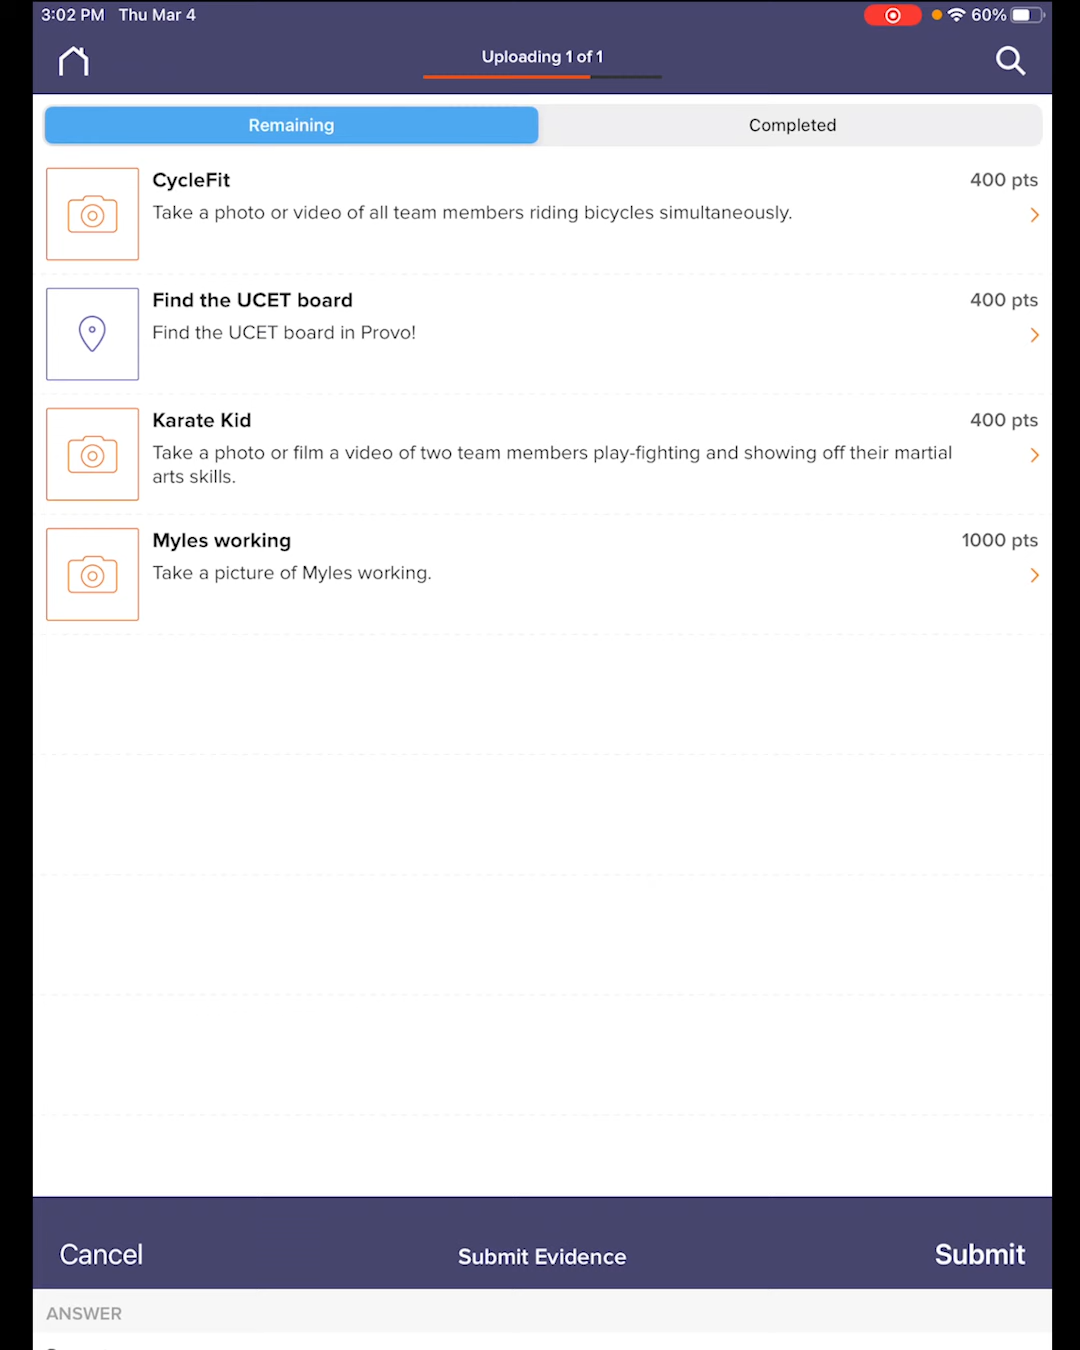 3:02 PM Thu Mar 4 60%
Uploading 1 of 1
Remaining Completed
CycleFit 400 pts
Take a photo or video of all team members riding bicycles simultaneously.
Find the UCET board 400 pts
Find the UCET board in Provo!
Karate Kid 400 pts
Take a photo or film a video of two team members play-fighting and showing off their martial
arts skills.
Myles working 1000 pts
Take a picture of Myles working.
Cancel Submit Evidence Submit
ANSWER